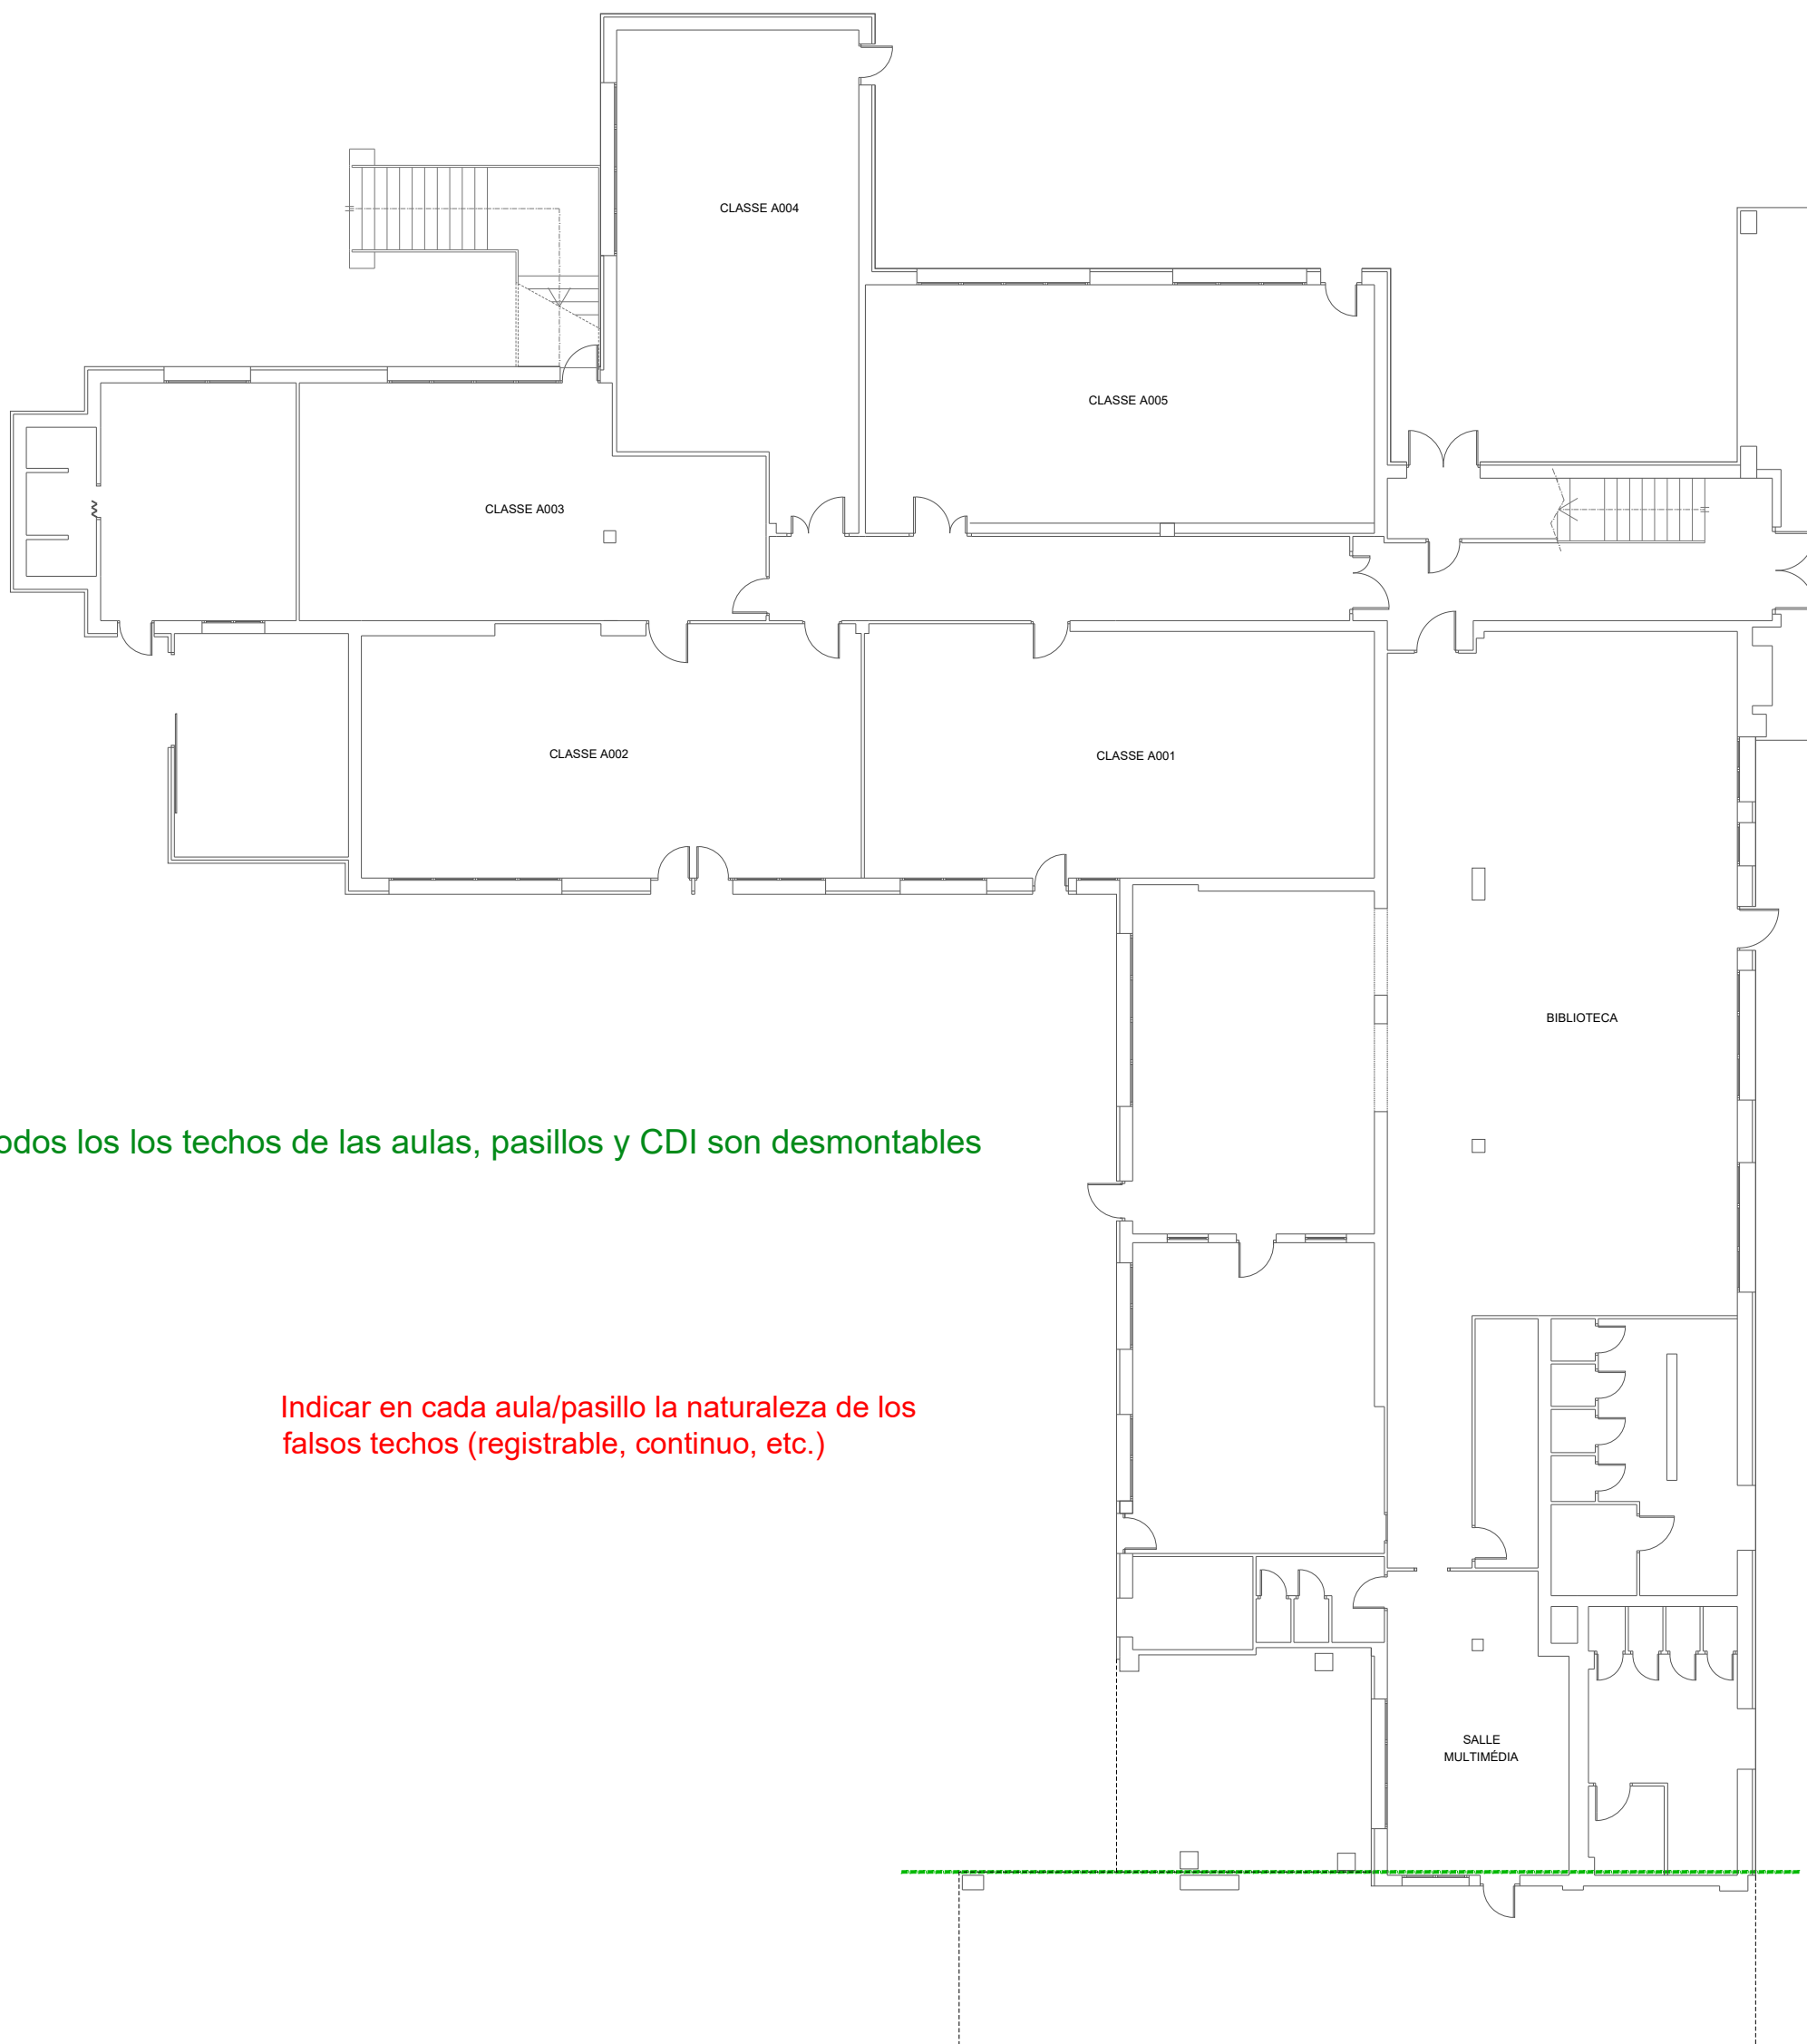 CLASSE A004
CLASSE A005
CLASSE A003
CLASSE A002
CLASSE A001
BIBLIOTECA
odos los los techos de las aulas, pasillos y CDI son desmontables
Indicar en cada aula/pasillo la naturaleza de los
falsos techos (registrable, continuo, etc.)
SALLE
MULTIMÉDIA